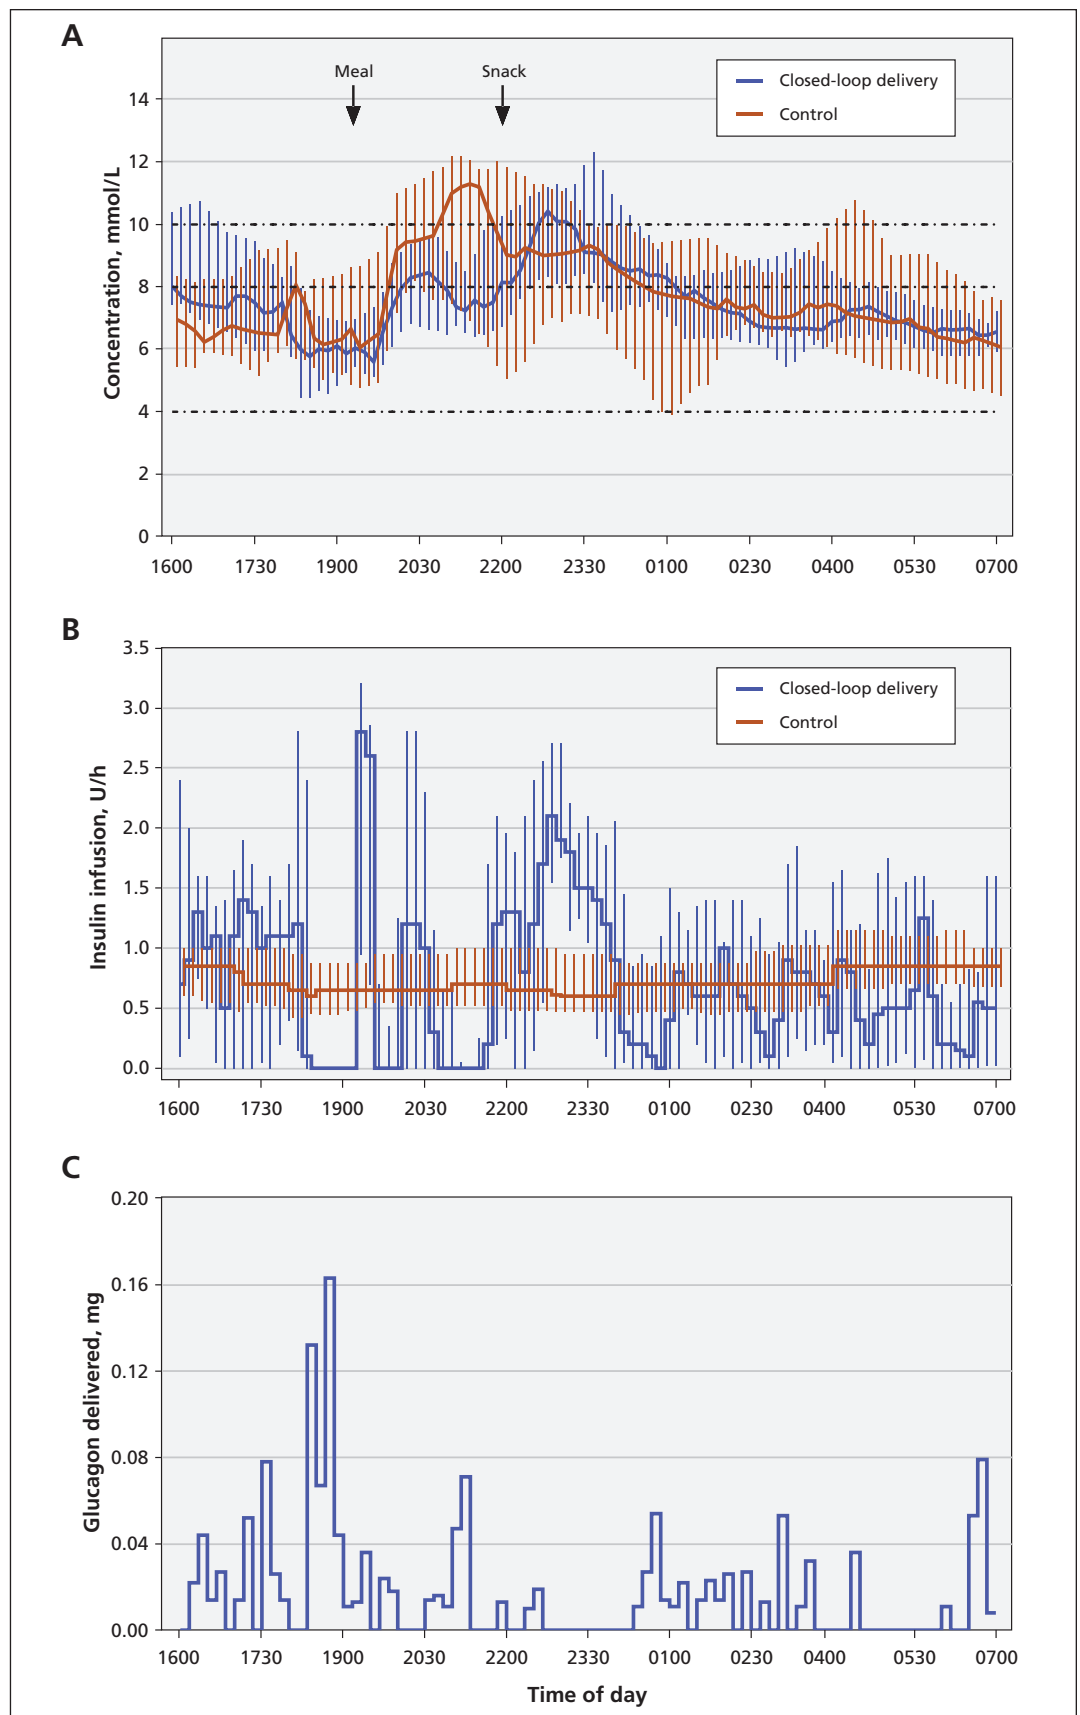 A
Meal
Snack
Closed-loop delivery
Control
Concentration, mmol/L
14
12
10
8
6
4
2
0
1600 1730 1900 2030 2200 2330 0100 0230 0400 0530 0700
B
Closed-loop delivery
Control
Insulin infusion, U/h
3.5
3.0
2.5
2.0
1.5
1.0
0.5
0.0
1600 1730 1900 2030 2200 2330 0100 0230 0400 0530 0700
C
Glucagon delivered, mg
0.20
0.16
0.12
0.08
0.04
0.00
1600 1730 1900 2030 2200 2330 0100 0230 0400 0530 0700
Time of day